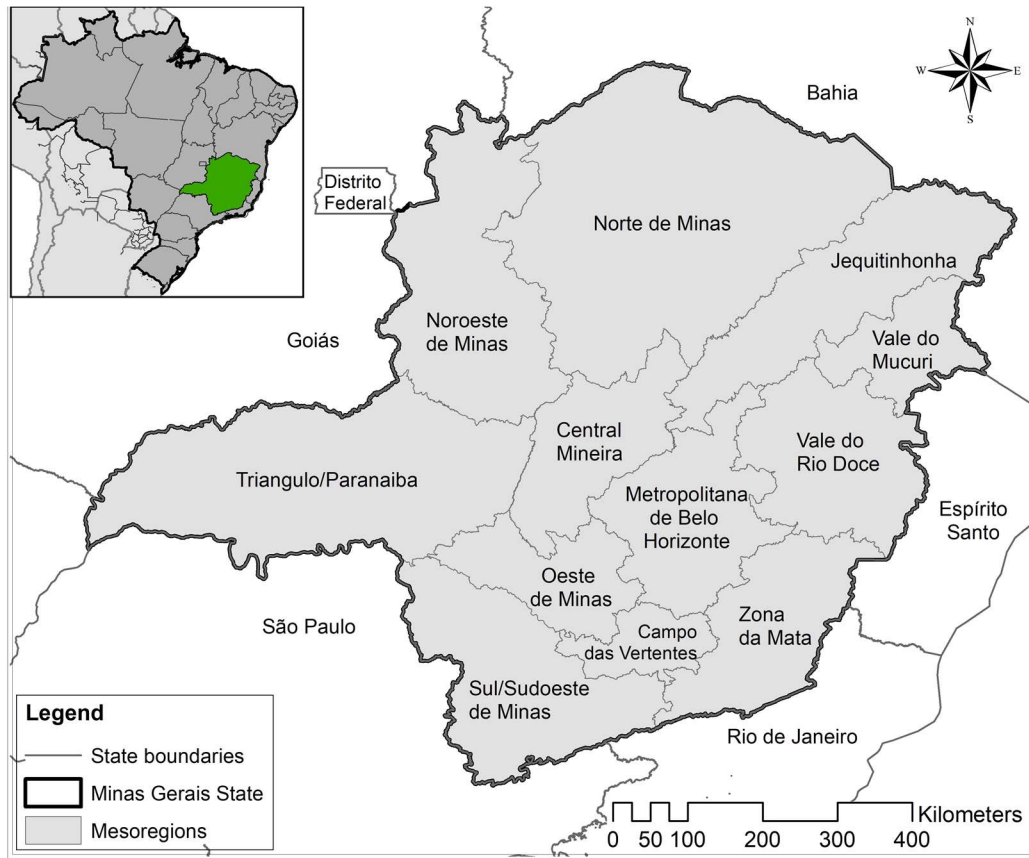 N
W
E
S
Bahia
Distrito
Federal
Norte de Minas
Jequitinhonha
Goiás
Noroeste
de Minas
Vale do
Mucuri
Central
Mineira
Vale do
Rio Doce
Triangulo/Paranaiba
Metropolitana
de Belo
Horizonte
Espírito
Santo
Oeste
de Minas
São Paulo
Zona
da Mata
Campo
das Vertentes
Sul/Sudoeste
de Minas
Rio de Janeiro
Legend
State boundaries
Minas Gerais State
Mesoregions
Kilometers
0 50 100 200 300 400